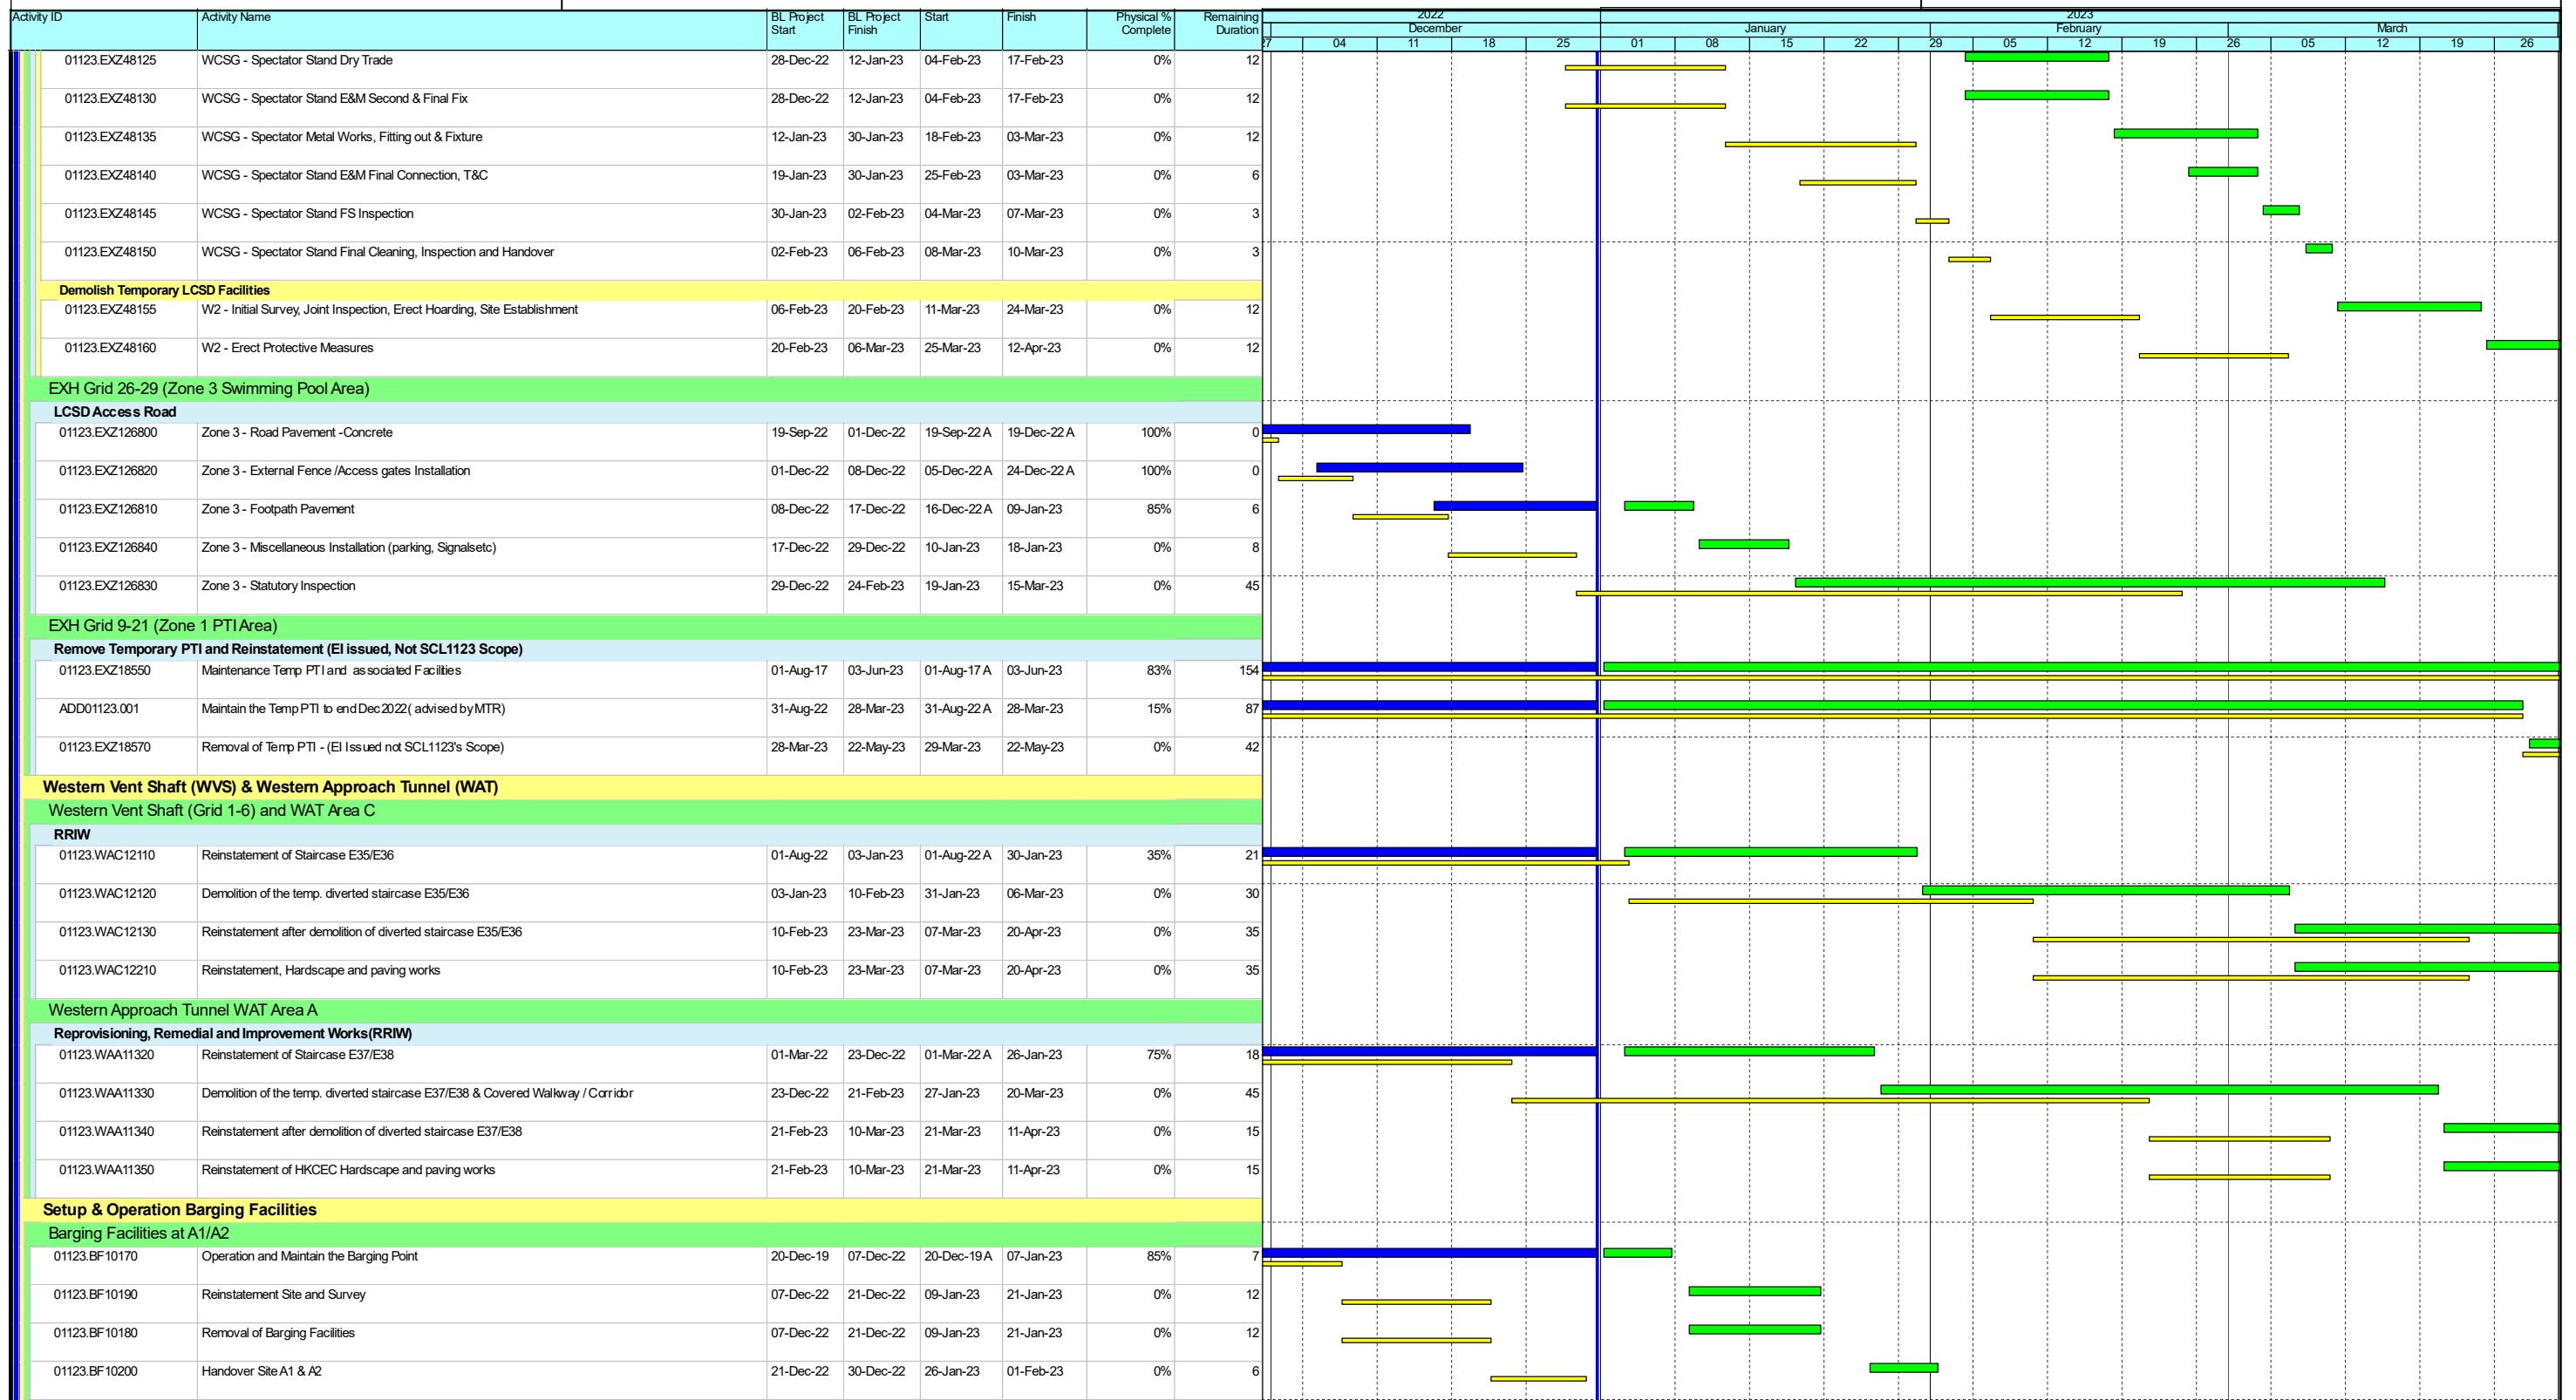 Activity ID Activity Name BL Project Start BL Project Finish Start Finish Physical % Complete Remaining Duration 2022 2023
December January February March
27 04 11 18 25 01 08 15 22 29 05 12 19 26 05 12 19 26
01123.EXZ48125 WCSG - Spectator Stand Dry Trade 28-Dec-22 12-Jan-23 04-Feb-23 17-Feb-23 0% 12
01123.EXZ48130 WCSG - Spectator Stand E&M Second & Final Fix 28-Dec-22 12-Jan-23 04-Feb-23 17-Feb-23 0% 12
01123.EXZ48135 WCSG - Spectator Metal Works, Fitting out & Fixture 12-Jan-23 30-Jan-23 18-Feb-23 03-Mar-23 0% 12
01123.EXZ48140 WCSG - Spectator Stand E&M Final Connection, T&C 19-Jan-23 30-Jan-23 25-Feb-23 03-Mar-23 0% 6
01123.EXZ48145 WCSG - Spectator Stand FS Inspection 30-Jan-23 02-Feb-23 04-Mar-23 07-Mar-23 0% 3
01123.EXZ48150 WCSG - Spectator Stand Final Cleaning, Inspection and Handover 02-Feb-23 06-Feb-23 08-Mar-23 10-Mar-23 0% 3
Demolish Temporary LCSD Facilities
01123.EXZ48155 W2 - Initial Survey, Joint Inspection, Erect Hoarding, Site Establishment 06-Feb-23 20-Feb-23 11-Mar-23 24-Mar-23 0% 12
01123.EXZ48160 W2 - Erect Protective Measures 20-Feb-23 06-Mar-23 25-Mar-23 12-Apr-23 0% 12
EXH Grid 26-29 (Zone 3 Swimming Pool Area)
LCSD Access Road
01123.EXZ126800 Zone 3 - Road Pavement -Concrete 19-Sep-22 01-Dec-22 19-Sep-22 A 19-Dec-22 A 100% 0
01123.EXZ126820 Zone 3 - External Fence /Access gates Installation 01-Dec-22 08-Dec-22 05-Dec-22 A 24-Dec-22 A 100% 0
01123.EXZ126810 Zone 3 - Footpath Pavement 08-Dec-22 17-Dec-22 16-Dec-22 A 09-Jan-23 85% 6
01123.EXZ126840 Zone 3 - Miscellaneous Installation (parking, Signalsetc) 17-Dec-22 29-Dec-22 10-Jan-23 18-Jan-23 0% 8
01123.EXZ126830 Zone 3 - Statutory Inspection 29-Dec-22 24-Feb-23 19-Jan-23 15-Mar-23 0% 45
EXH Grid 9-21 (Zone 1 PTI Area)
Remove Temporary PTI and Reinstatement (EI issued, Not SCL1123 Scope)
01123.EXZ18550 Maintenance Temp PTI and associated Facilities 01-Aug-17 03-Jun-23 01-Aug-17 A 03-Jun-23 83% 154
ADD01123.001 Maintain the Temp PTI to end Dec 2022( advised by MTR) 31-Aug-22 28-Mar-23 31-Aug-22 A 28-Mar-23 15% 87
01123.EXZ18570 Removal of Temp PTI - (EI Issued not SCL1123's Scope) 28-Mar-23 22-May-23 29-Mar-23 22-May-23 0% 42
Western Vent Shaft (WVS) & Western Approach Tunnel (WAT)
Western Vent Shaft (Grid 1-6) and WAT Area C
RRIW
01123.WAC12110 Reinstatement of Staircase E35/E36 01-Aug-22 03-Jan-23 01-Aug-22 A 30-Jan-23 35% 21
01123.WAC12120 Demolition of the temp. diverted staircase E35/E36 03-Jan-23 10-Feb-23 31-Jan-23 06-Mar-23 0% 30
01123.WAC12130 Reinstatement after demolition of diverted staircase E35/E36 10-Feb-23 23-Mar-23 07-Mar-23 20-Apr-23 0% 35
01123.WAC12210 Reinstatement, Hardscape and paving works 10-Feb-23 23-Mar-23 07-Mar-23 20-Apr-23 0% 35
Western Approach Tunnel WAT Area A
Reprovisioning, Remedial and Improvement Works(RRIW)
01123.WAA11320 Reinstatement of Staircase E37/E38 01-Mar-22 23-Dec-22 01-Mar-22 A 26-Jan-23 75% 18
01123.WAA11330 Demolition of the temp. diverted staircase E37/E38 & Covered Walkway / Corridor 23-Dec-22 21-Feb-23 27-Jan-23 20-Mar-23 0% 45
01123.WAA11340 Reinstatement after demolition of diverted staircase E37/E38 21-Feb-23 10-Mar-23 21-Mar-23 11-Apr-23 0% 15
01123.WAA11350 Reinstatement of HKCEC Hardscape and paving works 21-Feb-23 10-Mar-23 21-Mar-23 11-Apr-23 0% 15
Setup & Operation Barging Facilities
Barging Facilities at A1/A2
01123.BF10170 Operation and Maintain the Barging Point 20-Dec-19 07-Dec-22 20-Dec-19 A 07-Jan-23 85% 7
01123.BF10190 Reinstatement Site and Survey 07-Dec-22 21-Dec-22 09-Jan-23 21-Jan-23 0% 12
01123.BF10180 Removal of Barging Facilities 07-Dec-22 21-Dec-22 09-Jan-23 21-Jan-23 0% 12
01123.BF10200 Handover Site A1 & A2 21-Dec-22 30-Dec-22 26-Jan-23 01-Feb-23 0% 6